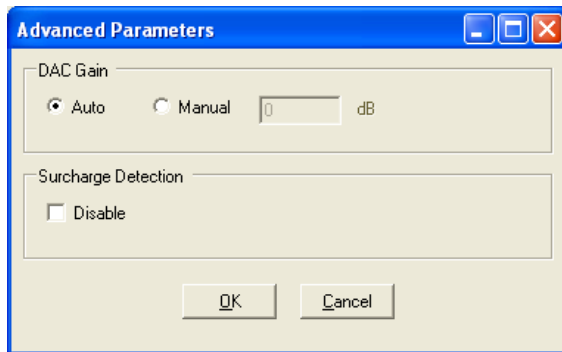 Advanced Parameters
DAC Gain
Auto Manual 0 dB
Surcharge Detection
Disable
OK Cancel